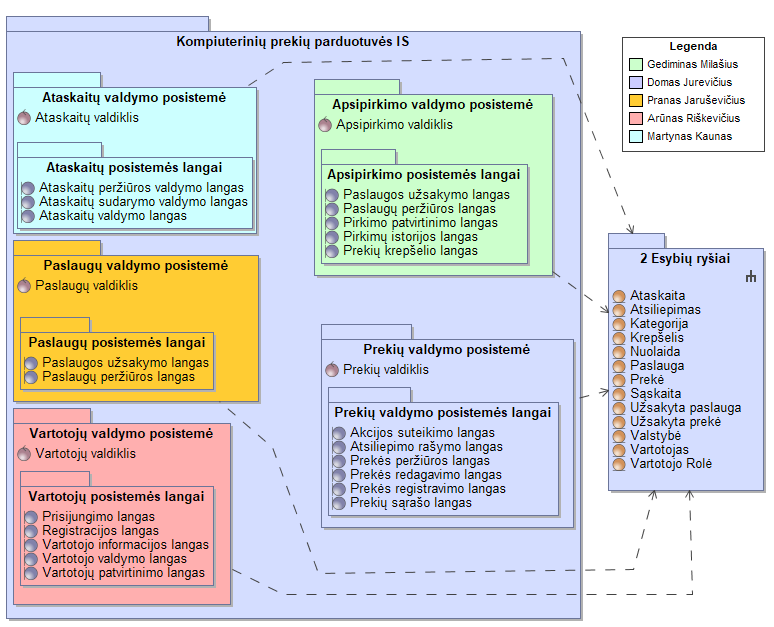 Kompiuterinių prekių parduotuvės IS
Ataskaitų valdymo posistemė
Ataskaitų valdiklis
Ataskaitų posistemės langai
Ataskaitų peržiūros valdymo langas
Ataskaitų sudarymo valdymo langas
Ataskaitų valdymo langas
Paslaugų valdymo posistemė
Paslaugų valdiklis
Paslaugų posistemės langai
Paslaugos užsakymo langas
Paslaugų peržiūros langas
Vartotojų valdymo posistemė
Vartotojų valdiklis
Vartotojų posistemės langai
Prisijungimo langas
Registracijos langas
Vartotojo informacijos langas
Vartotojo valdymo langas
Vartotojų patvirtinimo langas
Apsipirkimo valdymo posistemė
Apsipirkimo valdiklis
Apsipirkimo posistemės langai
Paslaugos užsakymo langas
Paslaugų peržiūros langas
Pirkimo patvirtinimo langas
Pirkimų istorijos langas
Prekių krepšelio langas
Prekių valdymo posistemė
Prekių valdiklis
Prekių valdymo posistemės langai
Akcijos suteikimo langas
Atsiliepimo rašymo langas
Prekės peržiūros langas
Prekės redagavimo langas
Prekės registravimo langas
Prekių sąrašo langas
Legenda
Gediminas Milašius
Domas Jurevičius
Pranas Jaruševičius
Arūnas Riškevičius
Martynas Kaunas
2 Esybių ryšiai
Ataskaita
Atsiliepimas
Kategorija
Krepšelis
Nuolaida
Paslauga
Prekė
Sąskaita
Užsakyta paslauga
Užsakyta prekė
Valstybė
Vartotojas
Vartotojo Rolė